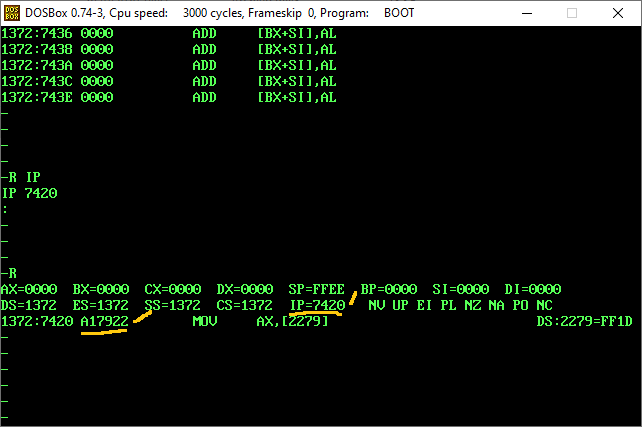 DOSBox 0.74-3, Cpu speed: 3000 cycles, Frameskip 0, Program: BOOT
1372:7436 0000 ADD [BX+SI],AL
1372:7438 0000 ADD [BX+SI],AL
1372:743A 0000 ADD [BX+SI],AL
1372:743C 0000 ADD [BX+SI],AL
1372:743E 0000 ADD [BX+SI],AL
-
-
-
-
-R IP
IP 7420
:
-
-
-
-R
AX=0000 BX=0000 CX=0000 DX=0000 SP=FFEE BP=0000 SI=0000 DI=0000
DS=1372 ES=1372 SS=1372 CS=1372 IP=7420 NV UP EI PL NZ NA PO NC
1372:7420 A17922 MOV AX,[2279] DS:2279=FF1D
-
-
-
-
-
-